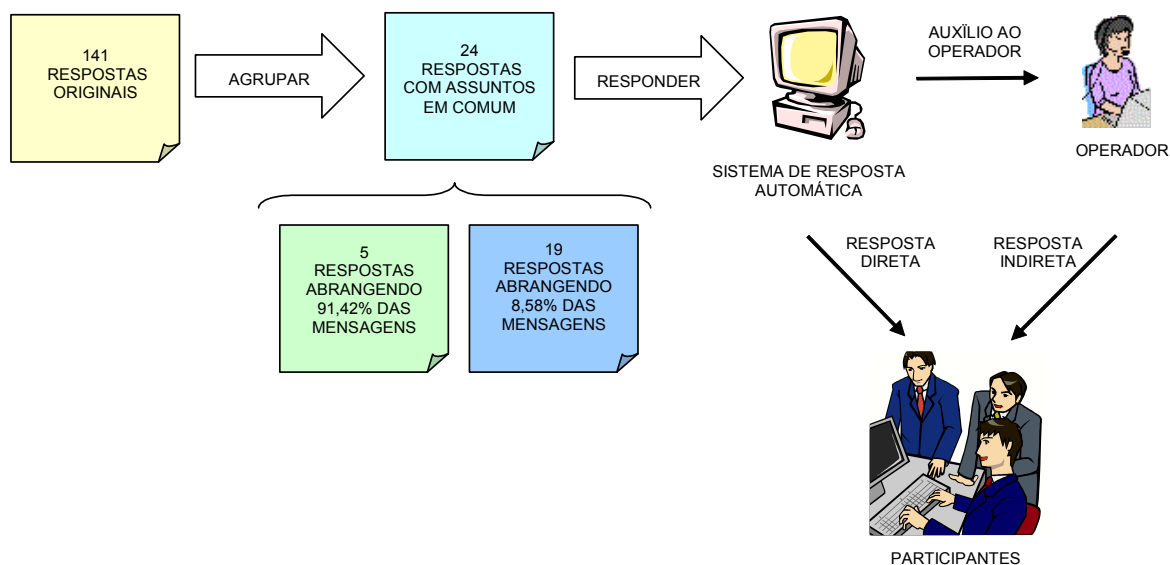 141
RESPOSTAS
ORIGINAIS
AGRUPAR
24
RESPOSTAS
COM ASSUNTOS
EM COMUM
RESPONDER
SISTEMA DE RESPOSTA
AUTOMÁTICA
AUXÏLIO AO
OPERADOR
OPERADOR
5
RESPOSTAS
ABRANGENDO
91,42% DAS
MENSAGENS
19
RESPOSTAS
ABRANGENDO
8,58% DAS
MENSAGENS
RESPOSTA
DIRETA
RESPOSTA
INDIRETA
PARTICIPANTES